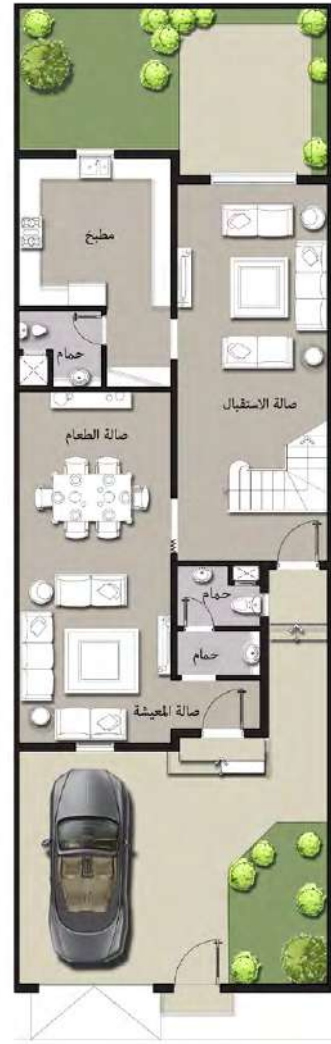 مطبخ
حمام
صالة الاستقبال
صالة الطعام
حمام
حمام
صالة المعيشة